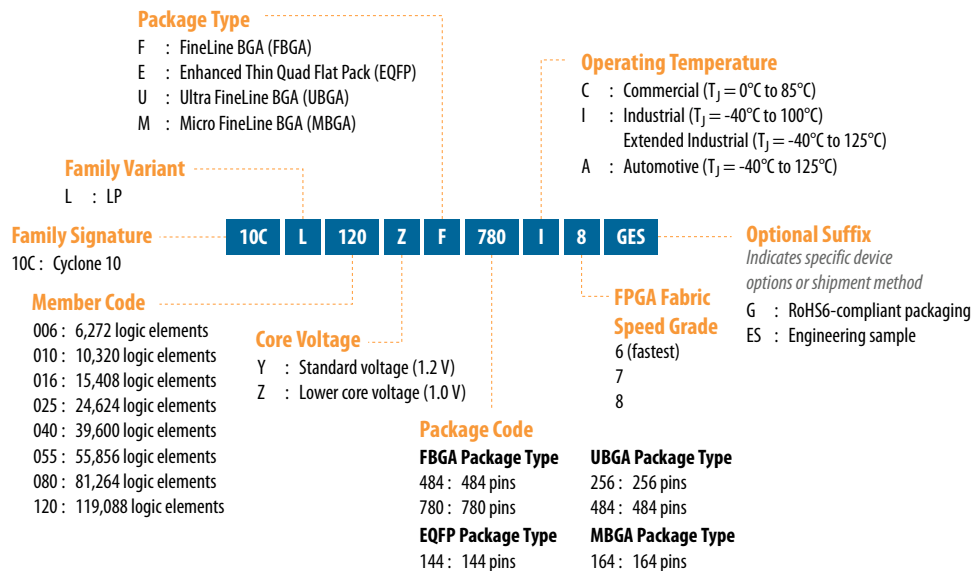 Package Type
F : FineLine BGA (FBGA)
E : Enhanced Thin Quad Flat Pack (EQFP)
U : Ultra FineLine BGA (UBGA)
M : Micro FineLine BGA (MBGA)
Operating Temperature
C : Commercial (TJ = 0°C to 85°C)
I : Industrial (TJ = -40°C to 100°C)
Extended Industrial (TJ = -40°C to 125°C)
A : Automotive (TJ = -40°C to 125°C)
Family Variant
L : LP
Family Signature
10C : Cyclone 10
10C L 120 Z F 780 I 8 GES
Optional Suffix
Indicates specific device
options or shipment method
G : RoHS6-compliant packaging
ES : Engineering sample
Member Code
006 : 6,272 logic elements
010 : 10,320 logic elements
016 : 15,408 logic elements
025 : 24,624 logic elements
040 : 39,600 logic elements
055 : 55,856 logic elements
080 : 81,264 logic elements
120 : 119,088 logic elements
Core Voltage
Y : Standard voltage (1.2 V)
Z : Lower core voltage (1.0 V)
FPGA Fabric
Speed Grade
6 (fastest)
7
8
Package Code
FBGA Package Type
484 : 484 pins
780 : 780 pins
EQFP Package Type
144 : 144 pins
UBGA Package Type
256 : 256 pins
484 : 484 pins
MBGA Package Type
164 : 164 pins